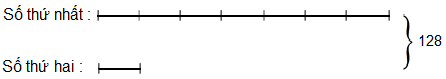 Số thứ nhất :
128
Số thứ hai :